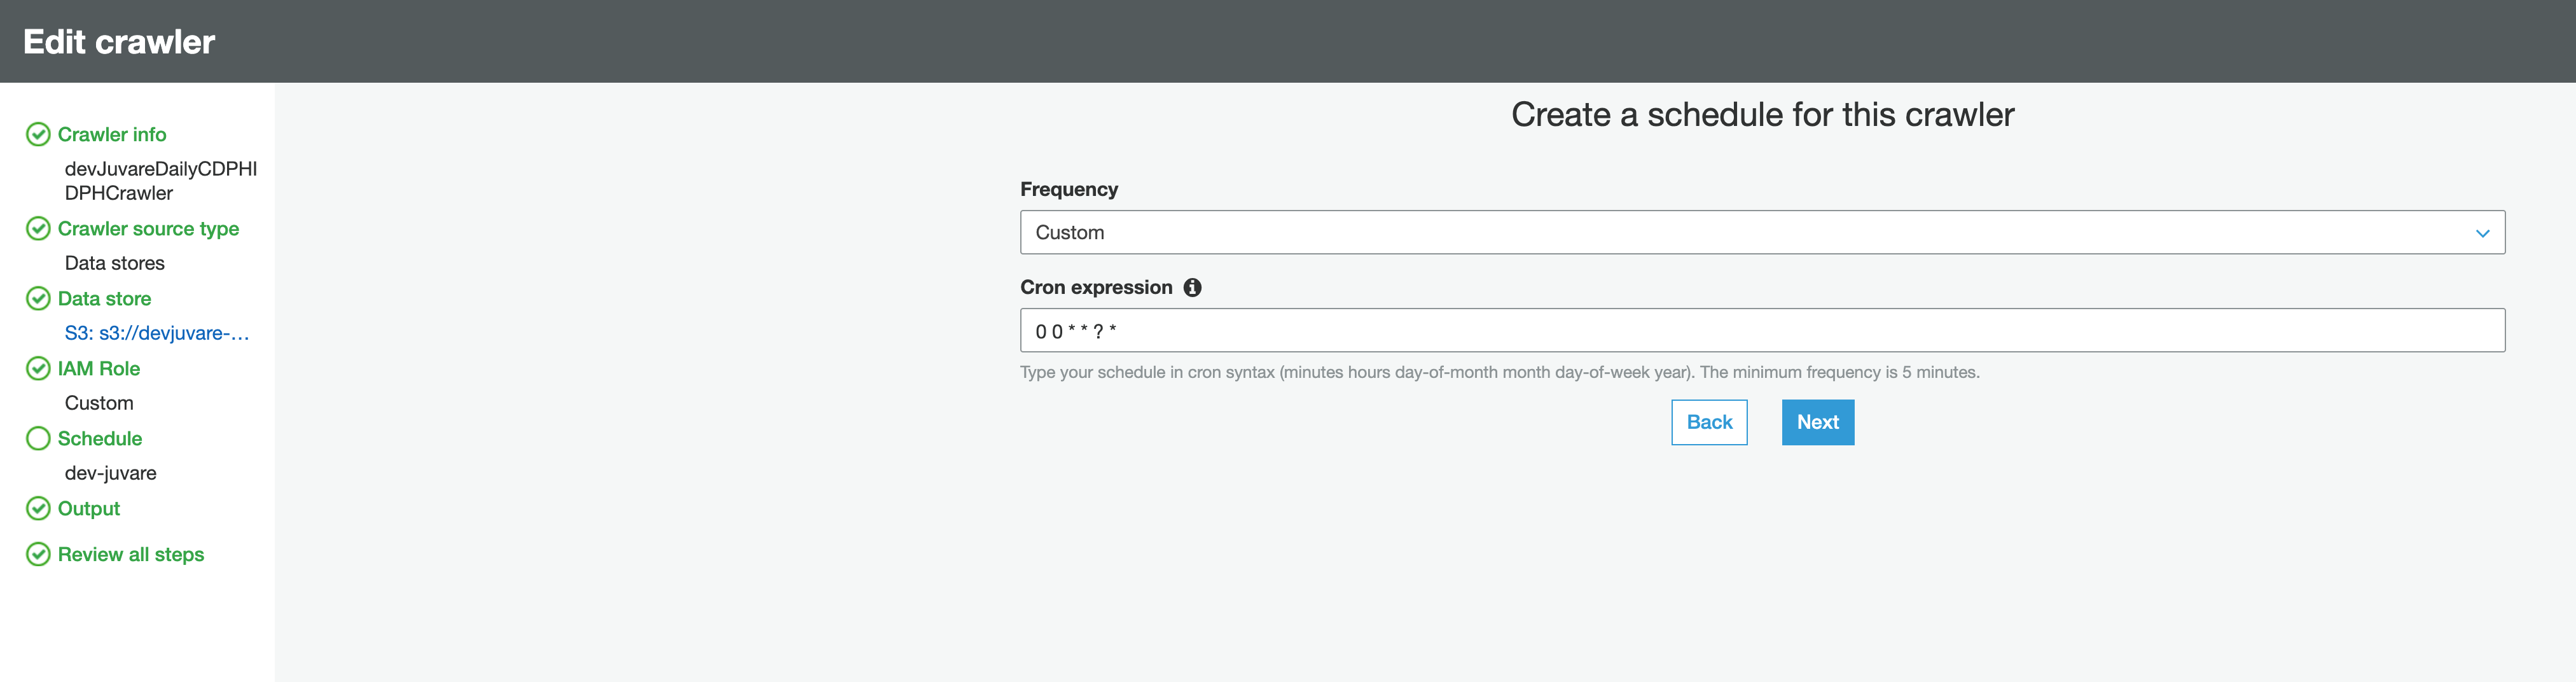 Edit crawler
Crawler info
devJuvareDailyCDPHI
DPHCrawler
Crawler source type
Data stores
Data store
S3: s3://devjuvare-…
IAM Role
Custom
Schedule
dev-juvare
Output
Review all steps
Create a schedule for this crawler
Frequency
Custom
Cron expression
0 0 * * ? *
Type your schedule in cron syntax (minutes hours day-of-month month day-of-week year). The minimum frequency is 5 minutes.
Back Next